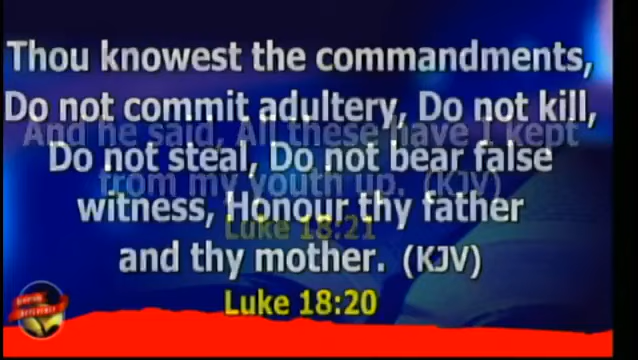 Thou knowest the commandments,
Do not commit adultery, Do not kill,
And he said, All these have I kept
Do not steal, Do not bear false
from my youth up. (KJV)
witness, Honour thy father
Luke 18:21
and thy mother. (KJV)
Luke 18:20